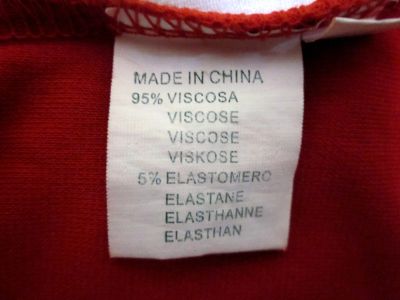 MADE IN CHINA
95% VISCOSA
VISCOSE
VISCOSE
VISKOSE
5% ELASTOMERO
ELASTANE
ELASTHANNE
ELASTHAN